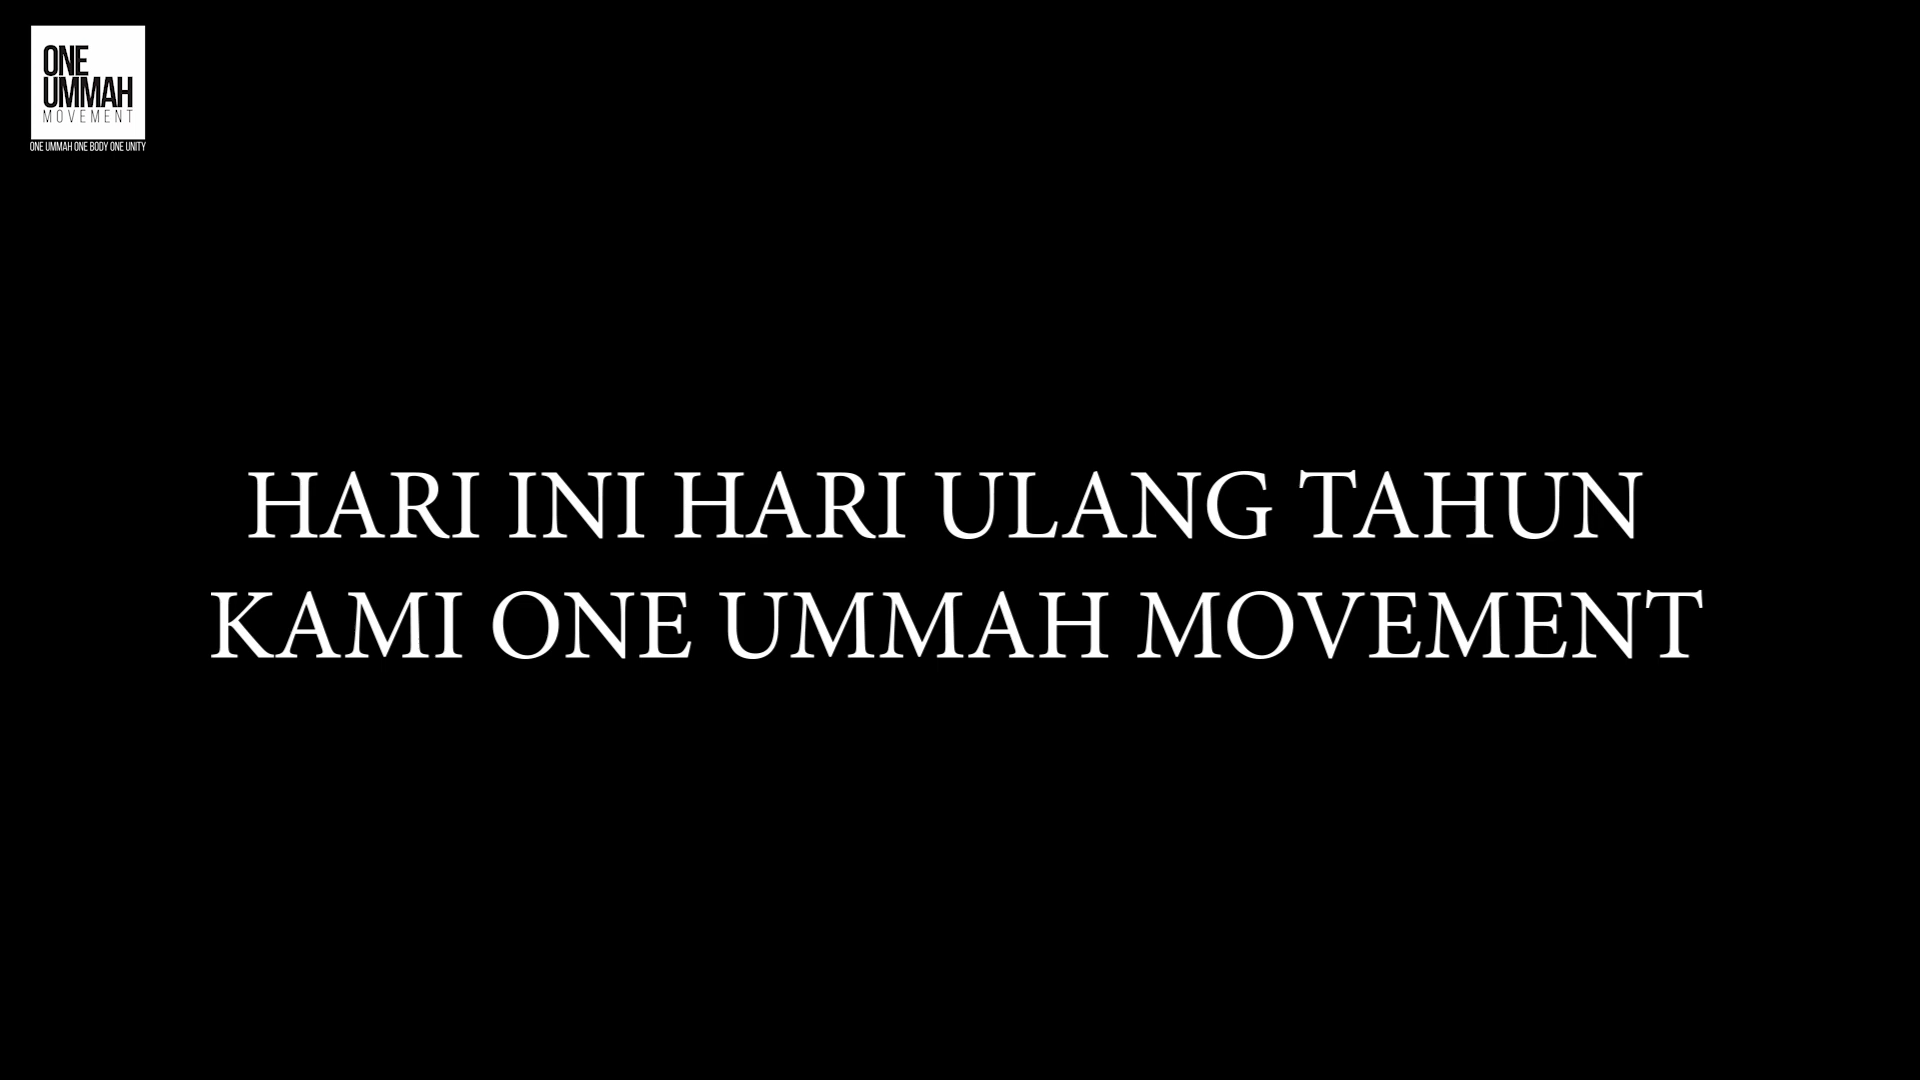 ONE
UMMAH
MOVEMENT
ONE UMMAH ONE BODY ONE UNITY
HARI INI HARI ULANG TAHUN
KAMI ONE UMMAH MOVEMENT